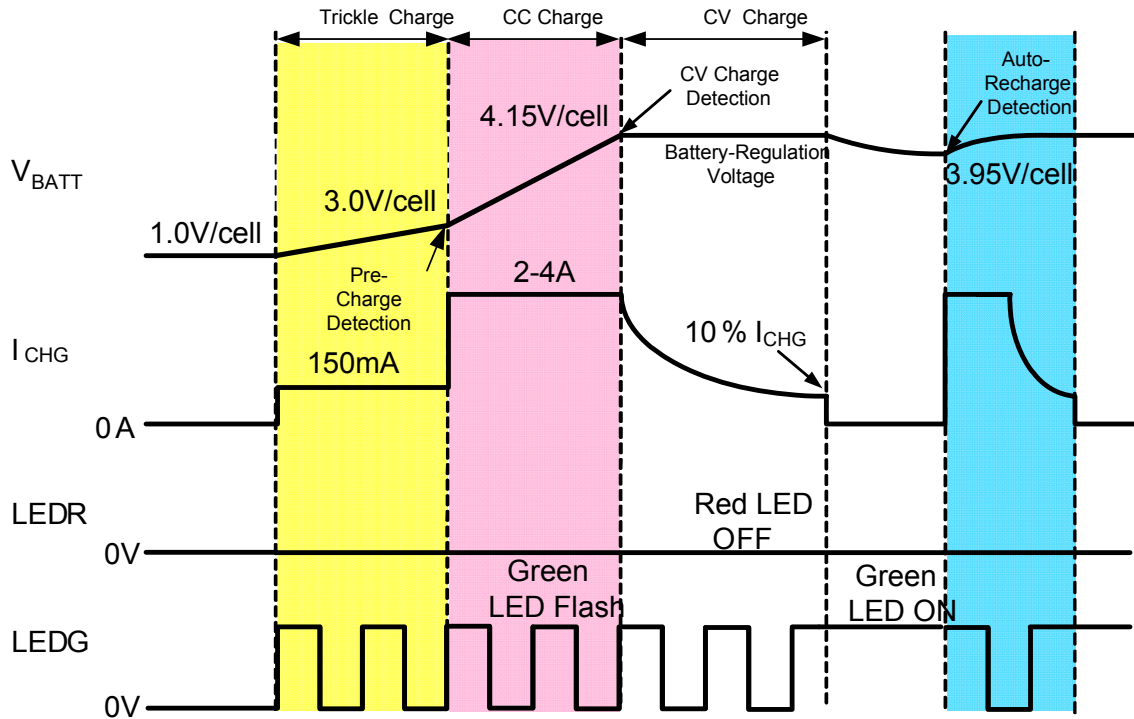 Trickle Charge
CC Charge
CV Charge
Auto-
Recharge
Detection
CV Charge
Detection
4.15V/cell
Battery-Regulation
Voltage
3.95V/cell
VBATT
3.0V/cell
1.0V/cell
Pre-
Charge
Detection
2-4A
10 % ICHG
I CHG
150mA
0 A
Red LED
OFF
LEDR
0V
Green
LED Flash
Green
LED ON
LEDG
0V